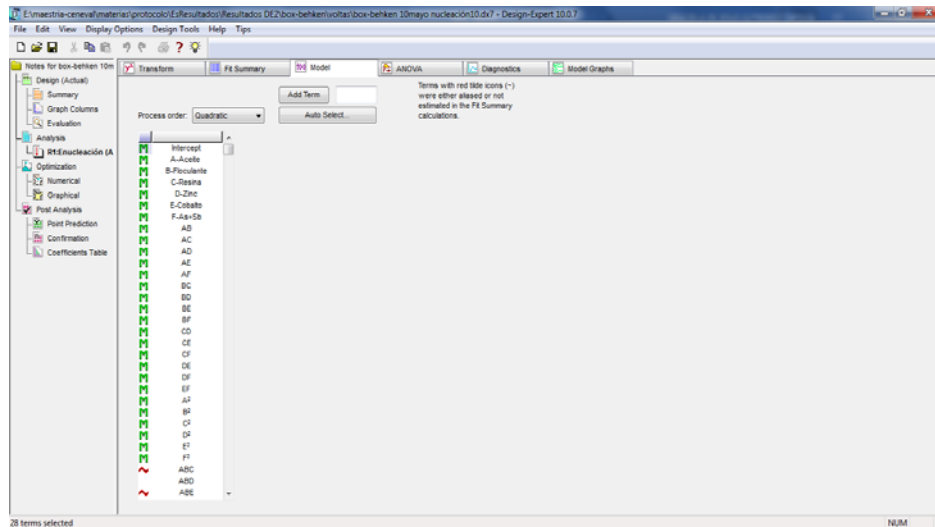 E:\maestria-ceneval\materias\protocolo\EsResultados\Resultados DE2\box-behken\voltas\box-behken 10mayo nucleación10.dx7 - Design-Expert 10.0.7
File Edit View Display Options Design Tools Help Tips
Notes for box-behken 10m
Design (Actual)
Summary
Graph Columns
Evaluation
Analysis
R1:Enucleación (A
Optimization
Numerical
Graphical
Post Analysis
Point Prediction
Confirmation
Coefficients Table
Transform Fit Summary Model ANOVA Diagnostics Model Graphs
Process order: Quadratic
Add Term
Auto Select...
Terms with red tilde icons (~)
were either aliased or not
estimated in the Fit Summary
calculations.
M Intercept
M A-Aceite
M B-Floculante
M C-Resina
M D-Zinc
M E-Cobalto
M F-As+Sb
M AB
M AC
M AD
M AE
M AF
M BC
M BD
M BE
M BF
M CD
M CE
M CF
M DE
M DF
M EF
M A²
M B²
M C²
M D²
M E²
M F²
~ ABC
ABD
~ ABE
28 terms selected
NUM